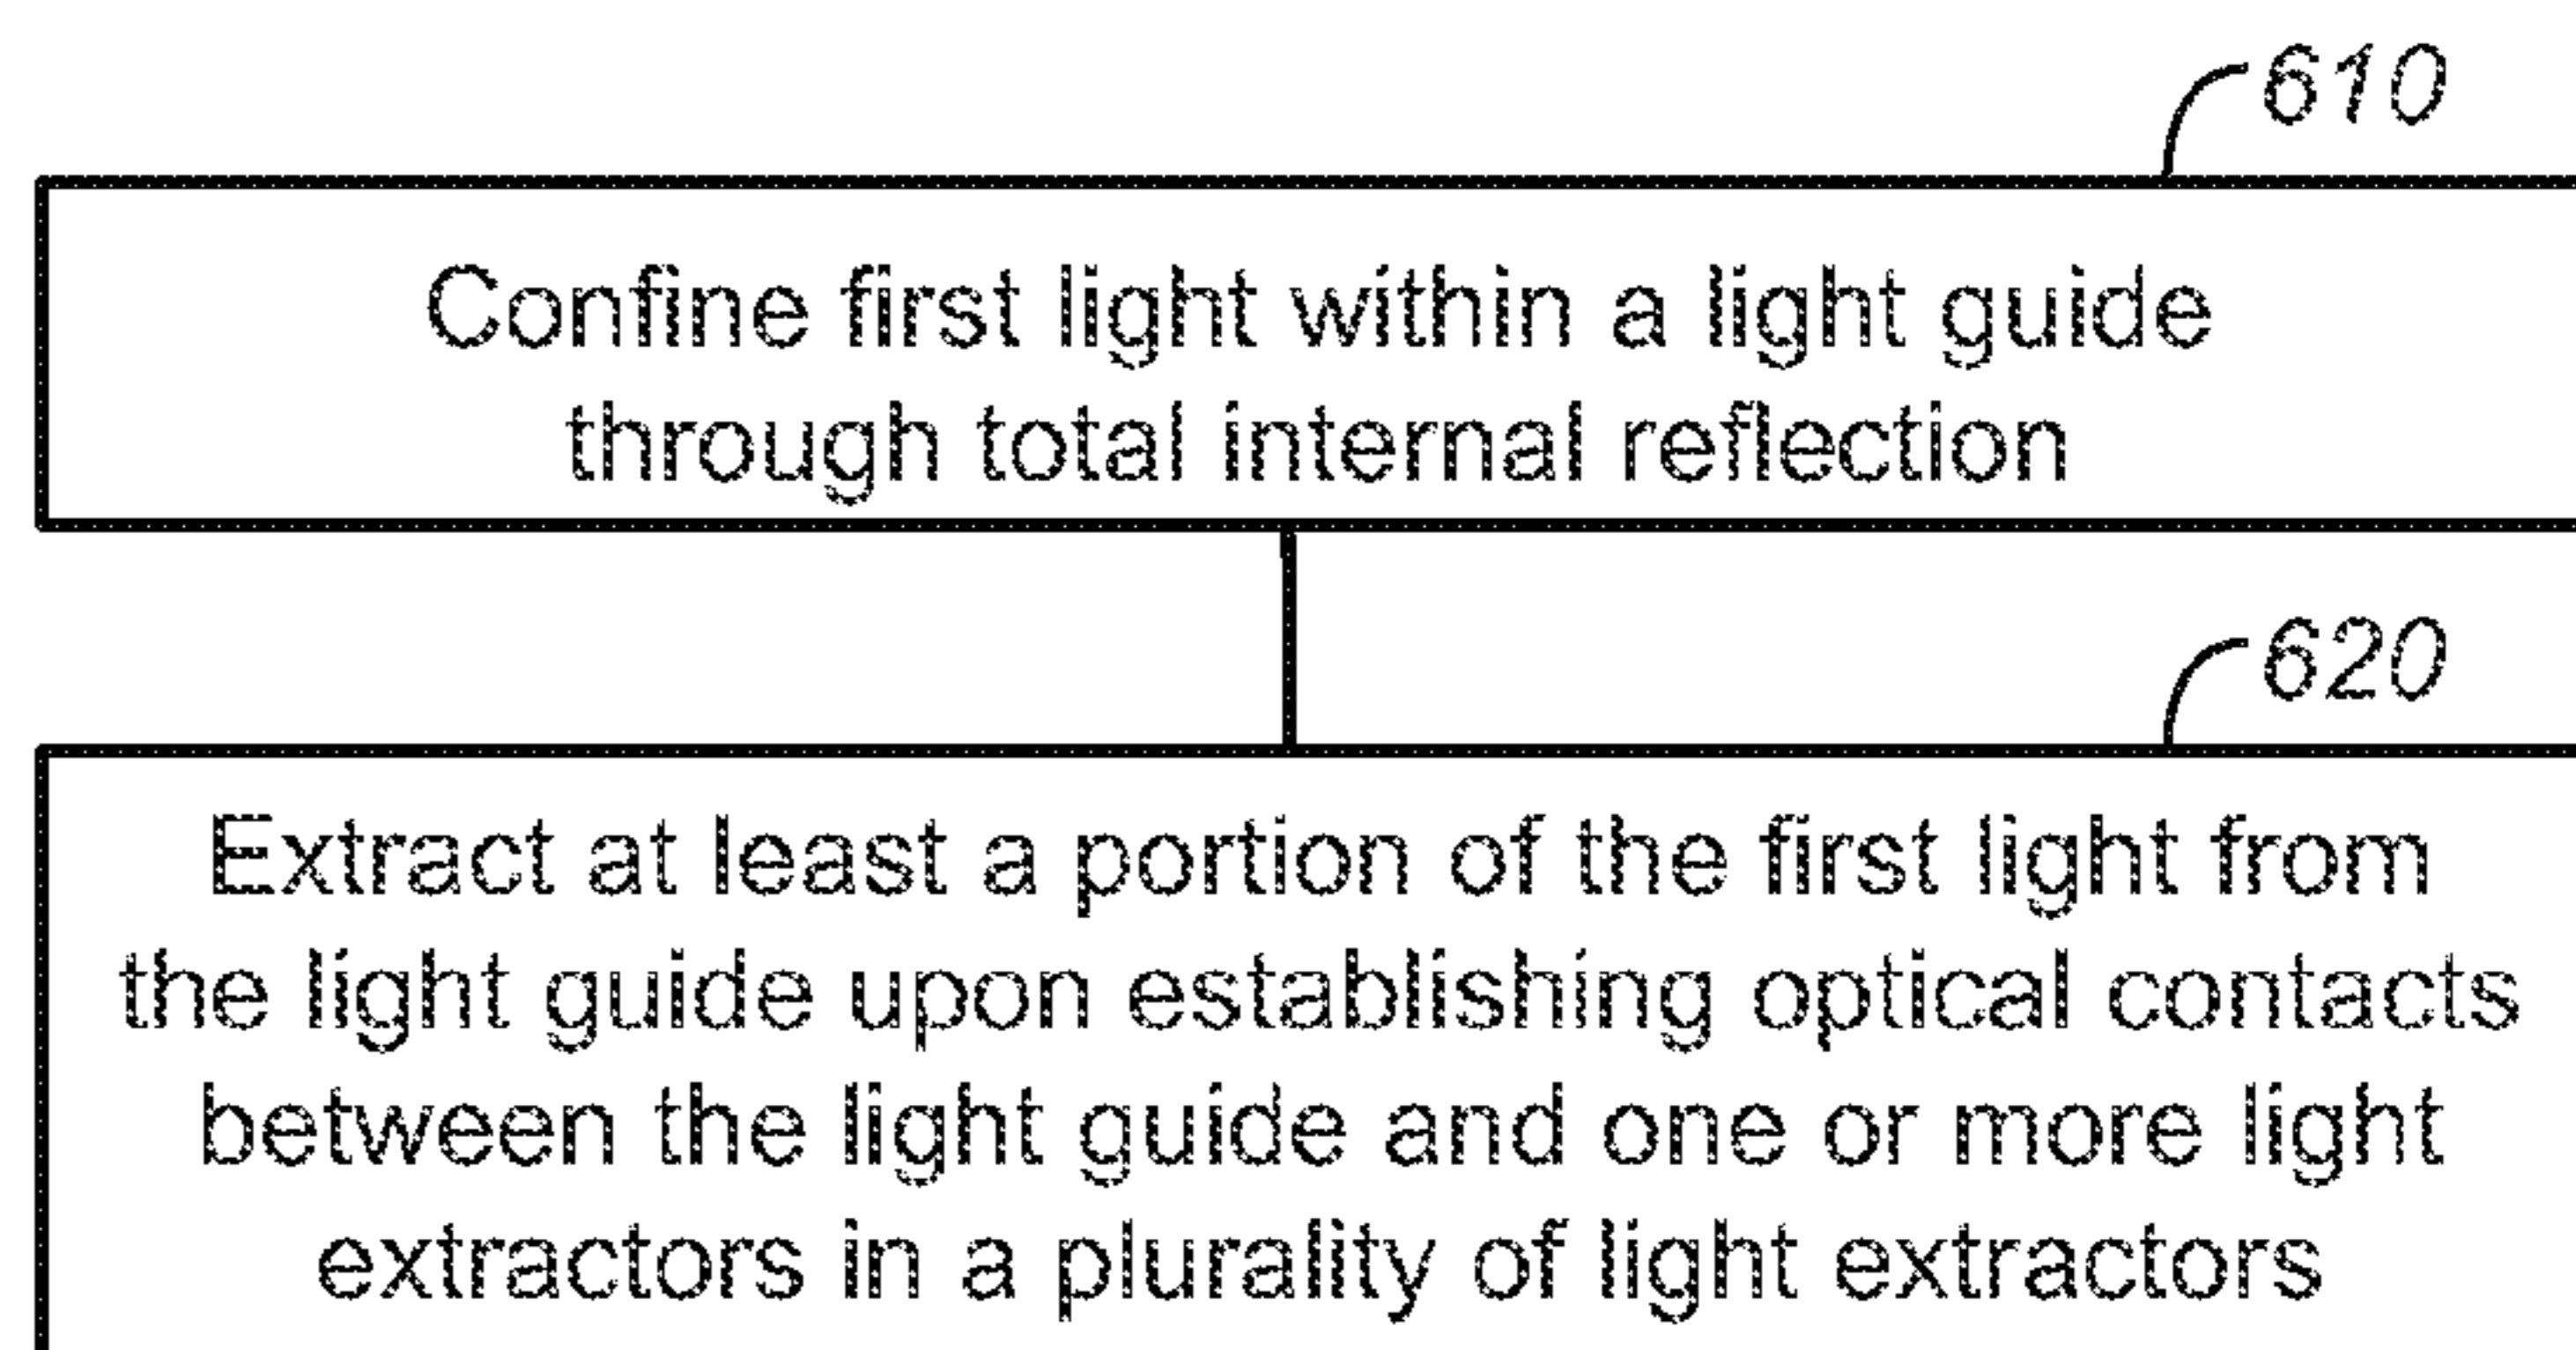 610
Confine first light within a light guide
through total internal reflection
620
Extract at least a portion of the first light from
the light guide upon establishing optical contacts
between the light guide and one or more light
extractors in a plurality of light extractors